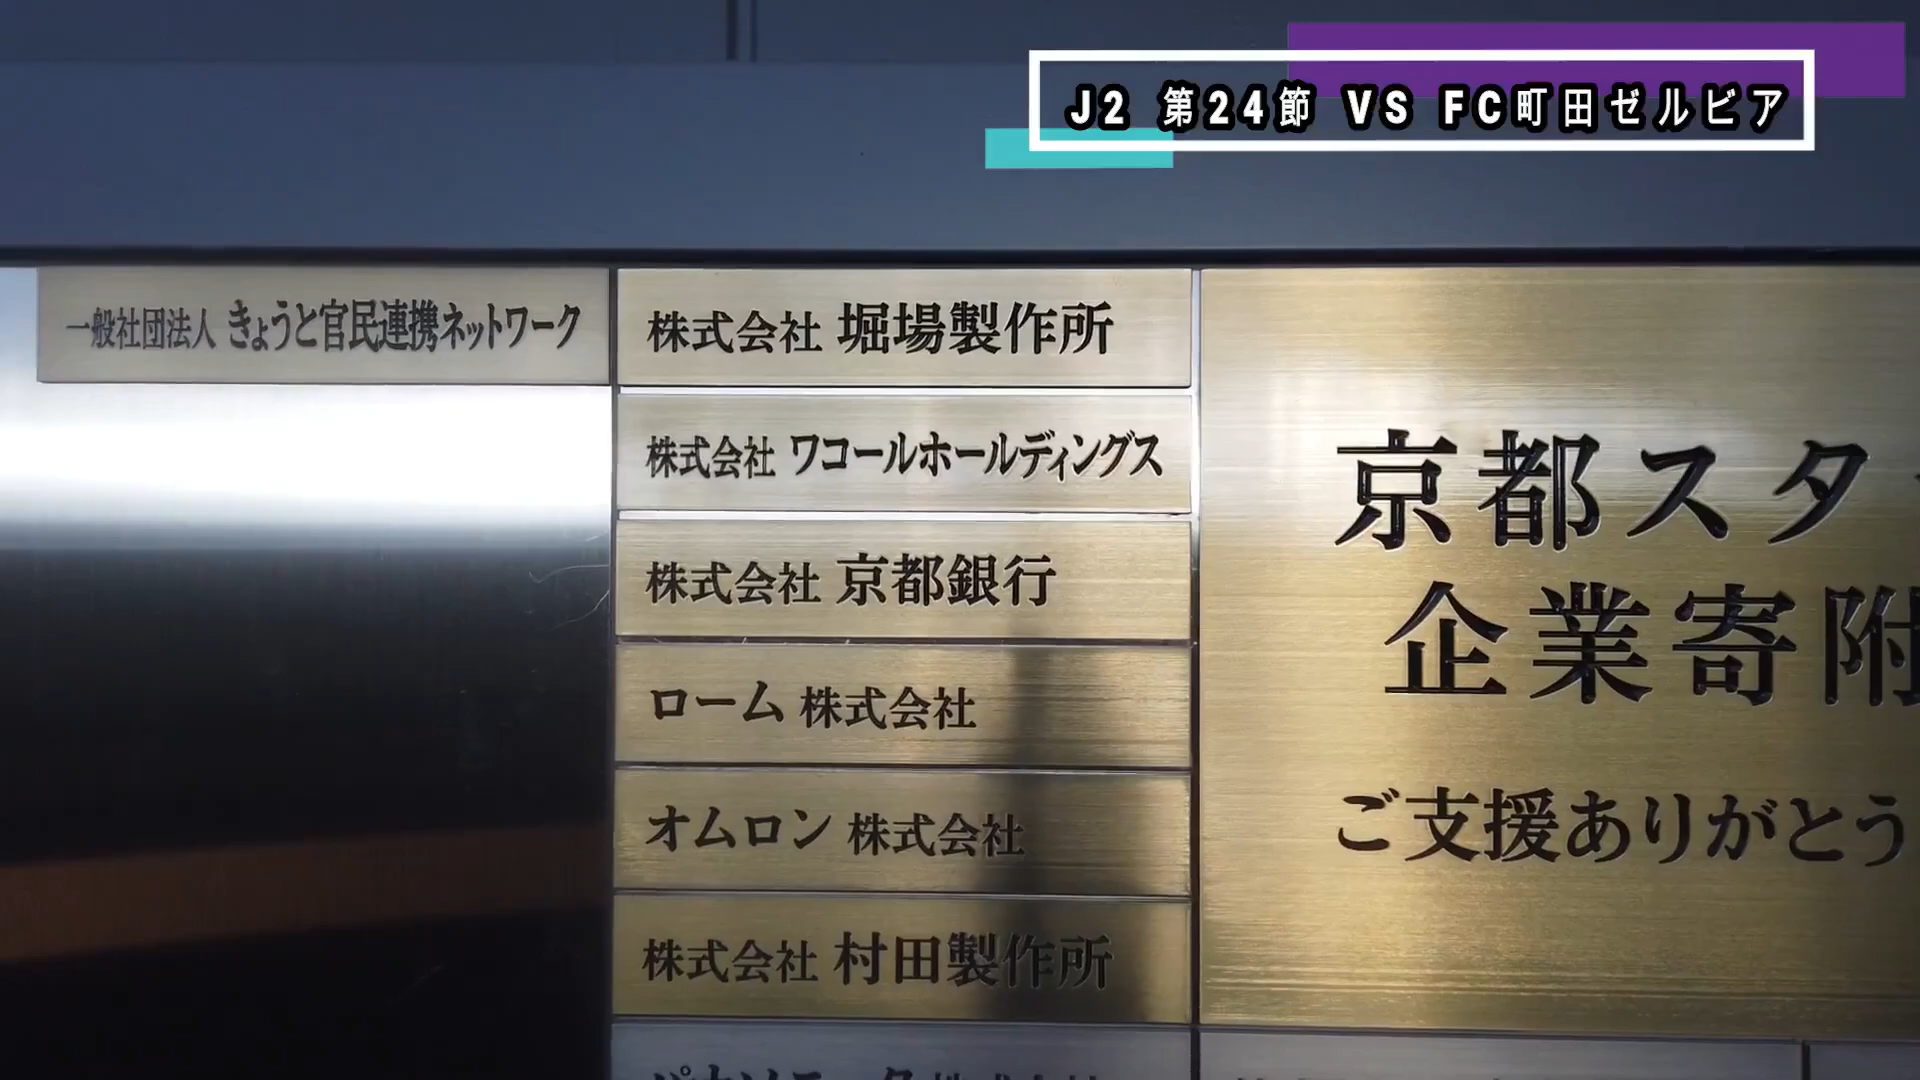 J2 第24節 VS FC町田ゼルビア
一般社団法人 きょうと官民連携ネットワーク
株式会社 堀場製作所
株式会社 ワコールホールディングス
株式会社 京都銀行
ローム 株式会社
オムロン 株式会社
株式会社 村田製作所
京都スタ
企業寄附
ご支援ありがとう